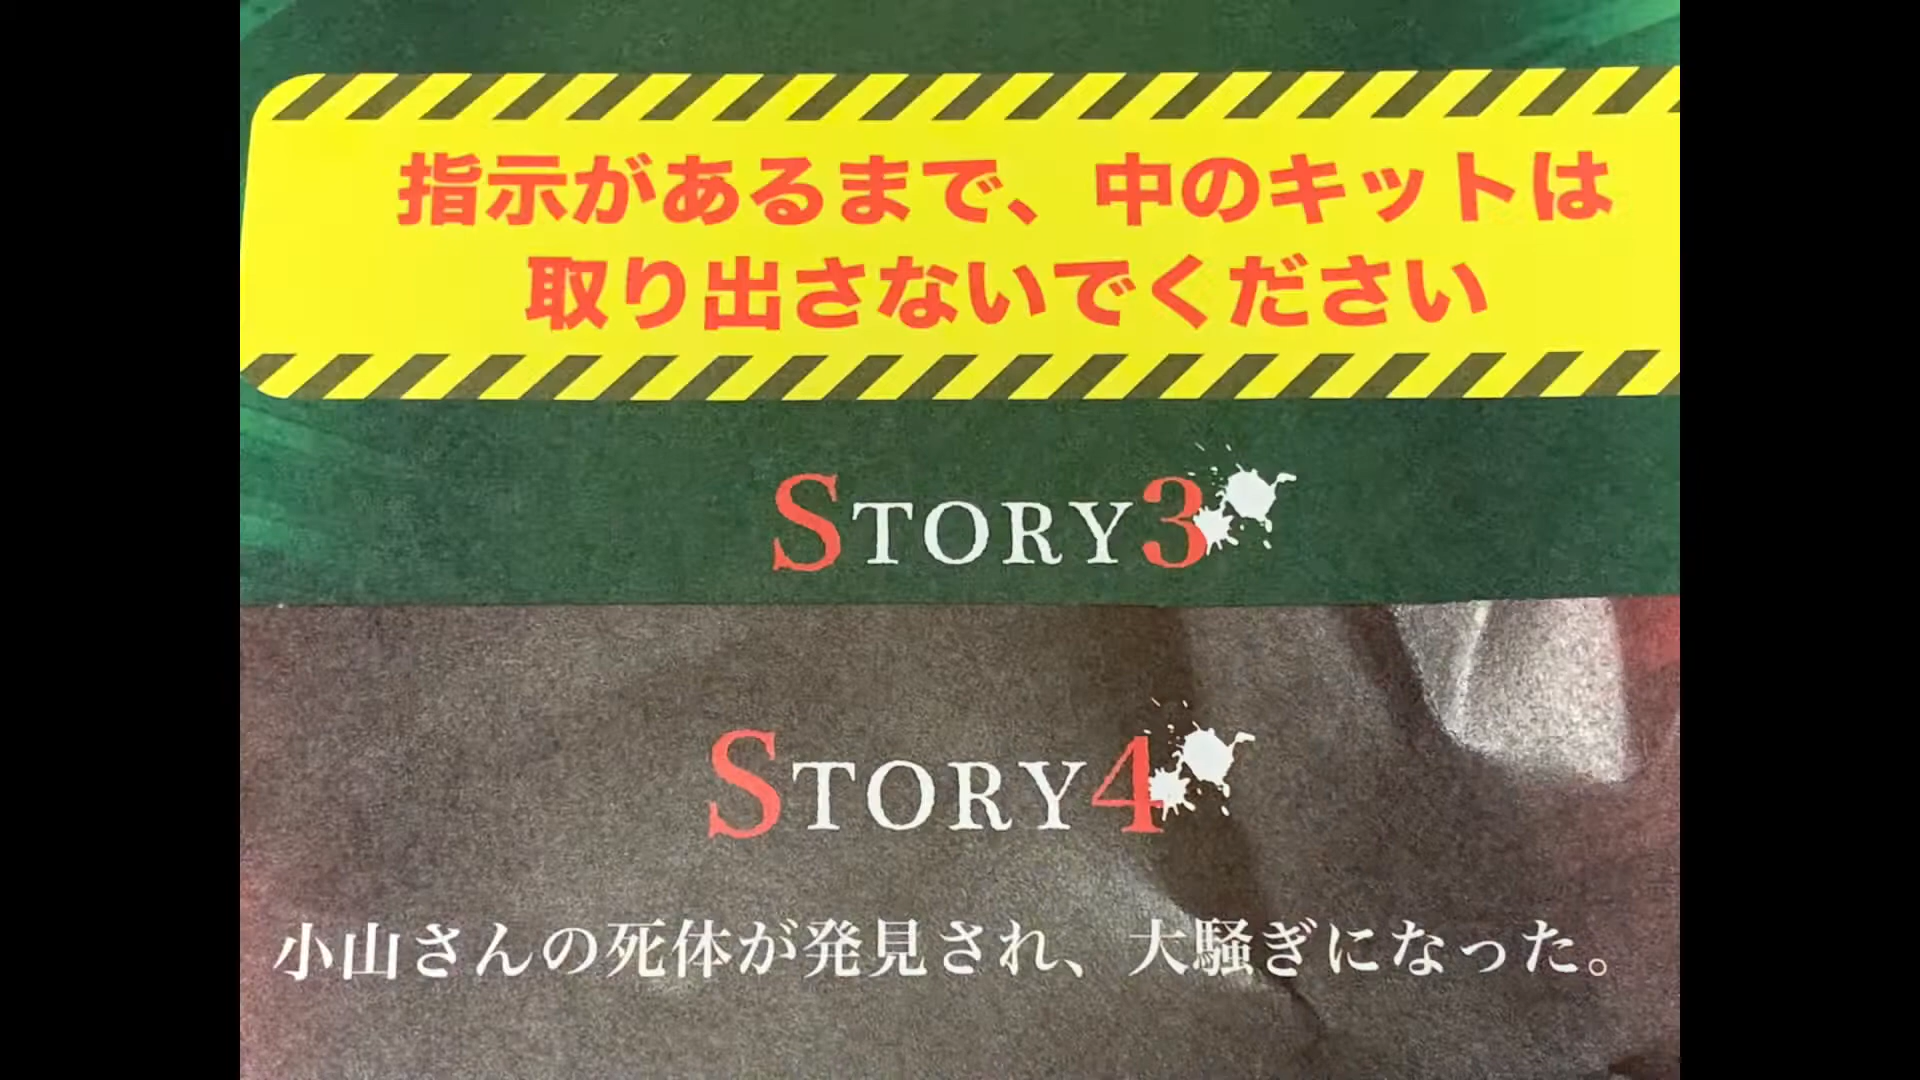 指示があるまで、中のキットは
取り出さないでください
STORY3
STORY4
小山さんの死体が発見され、大騒ぎになった。